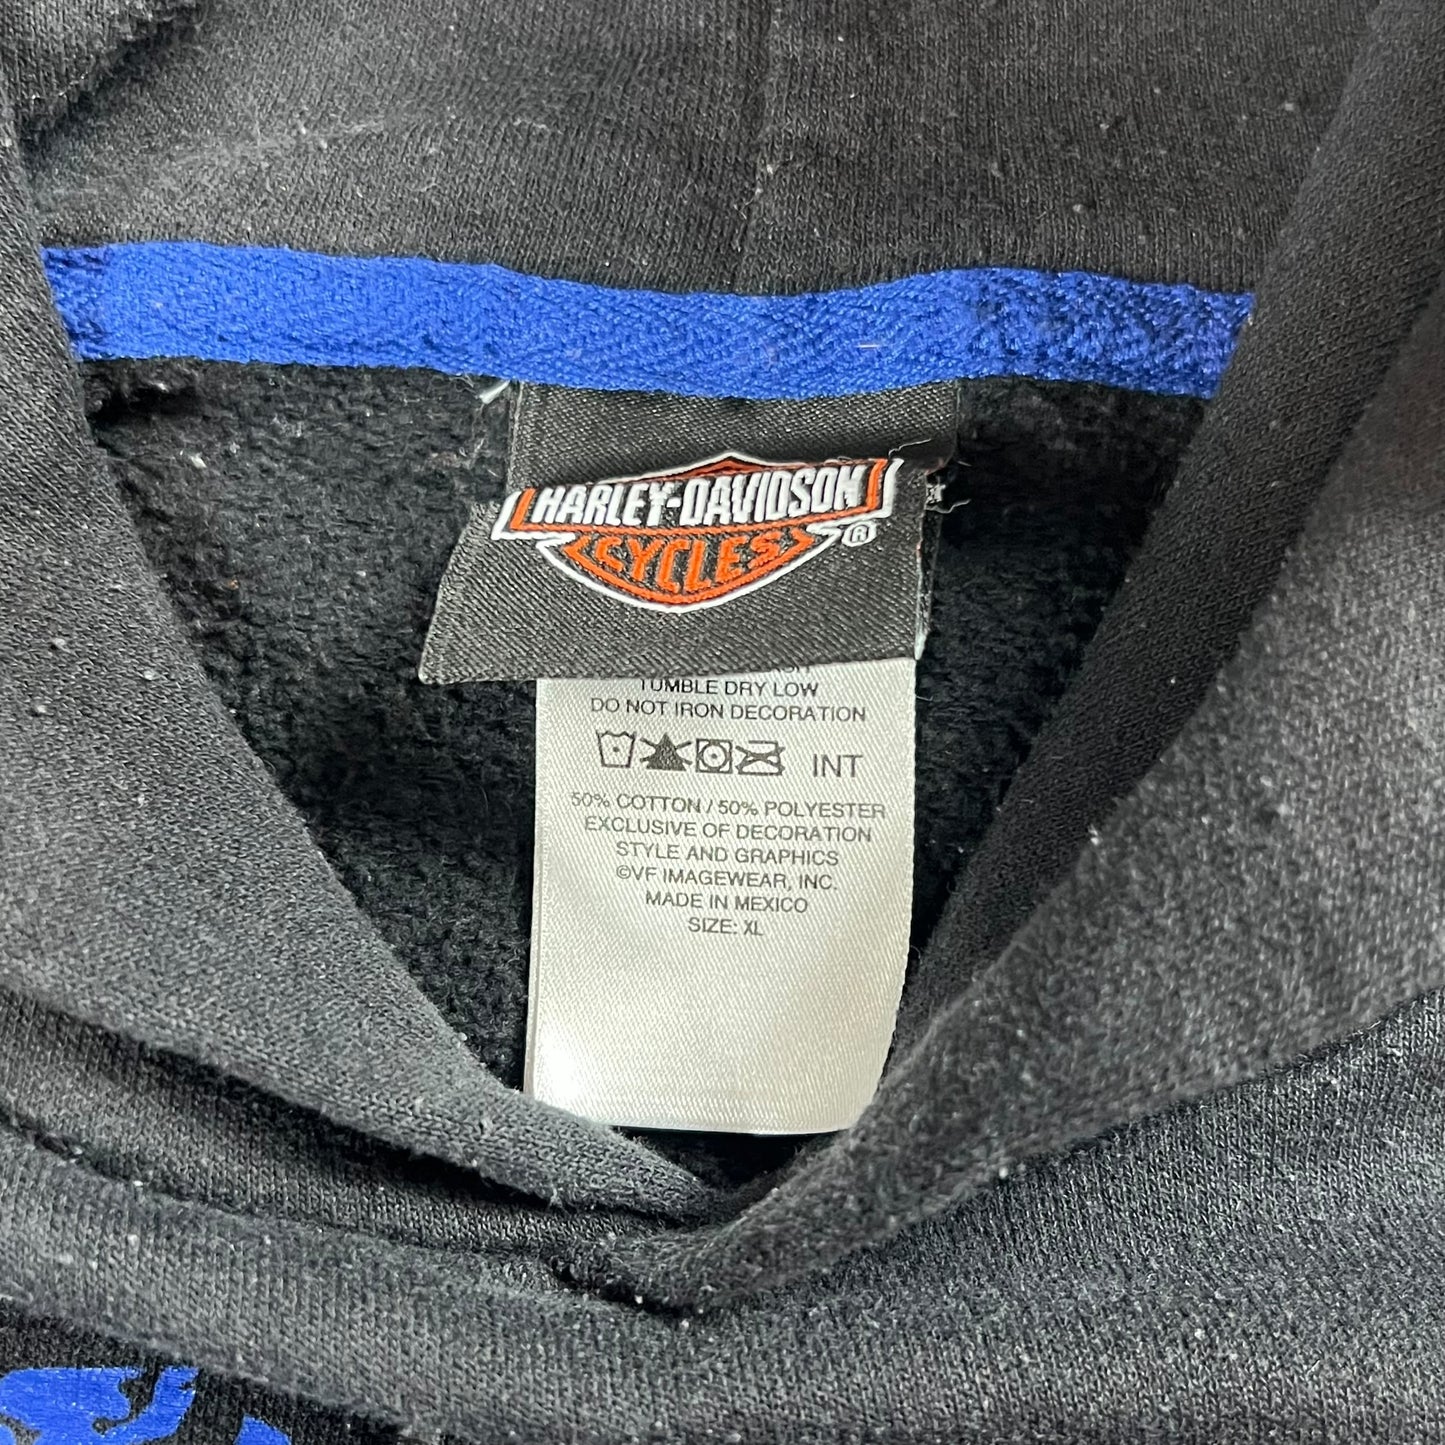 HARLEY-DAVIDSON
CYCLES ®
TUMBLE DRY LOW
DO NOT IRON DECORATION
INT
50% COTTON / 50% POLYESTER
EXCLUSIVE OF DECORATION
STYLE AND GRAPHICS
©VF IMAGEWEAR, INC.
MADE IN MEXICO
SIZE: XL